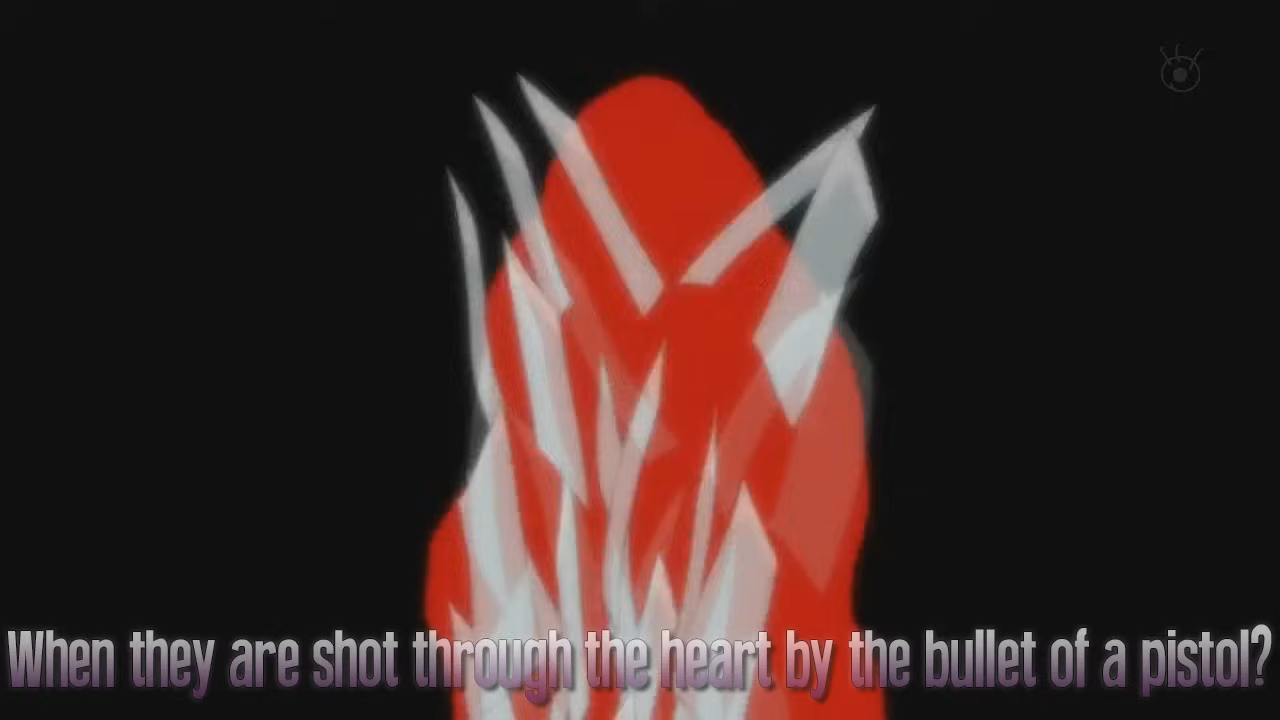 When they are shot through the heart by the bullet of a pistol?